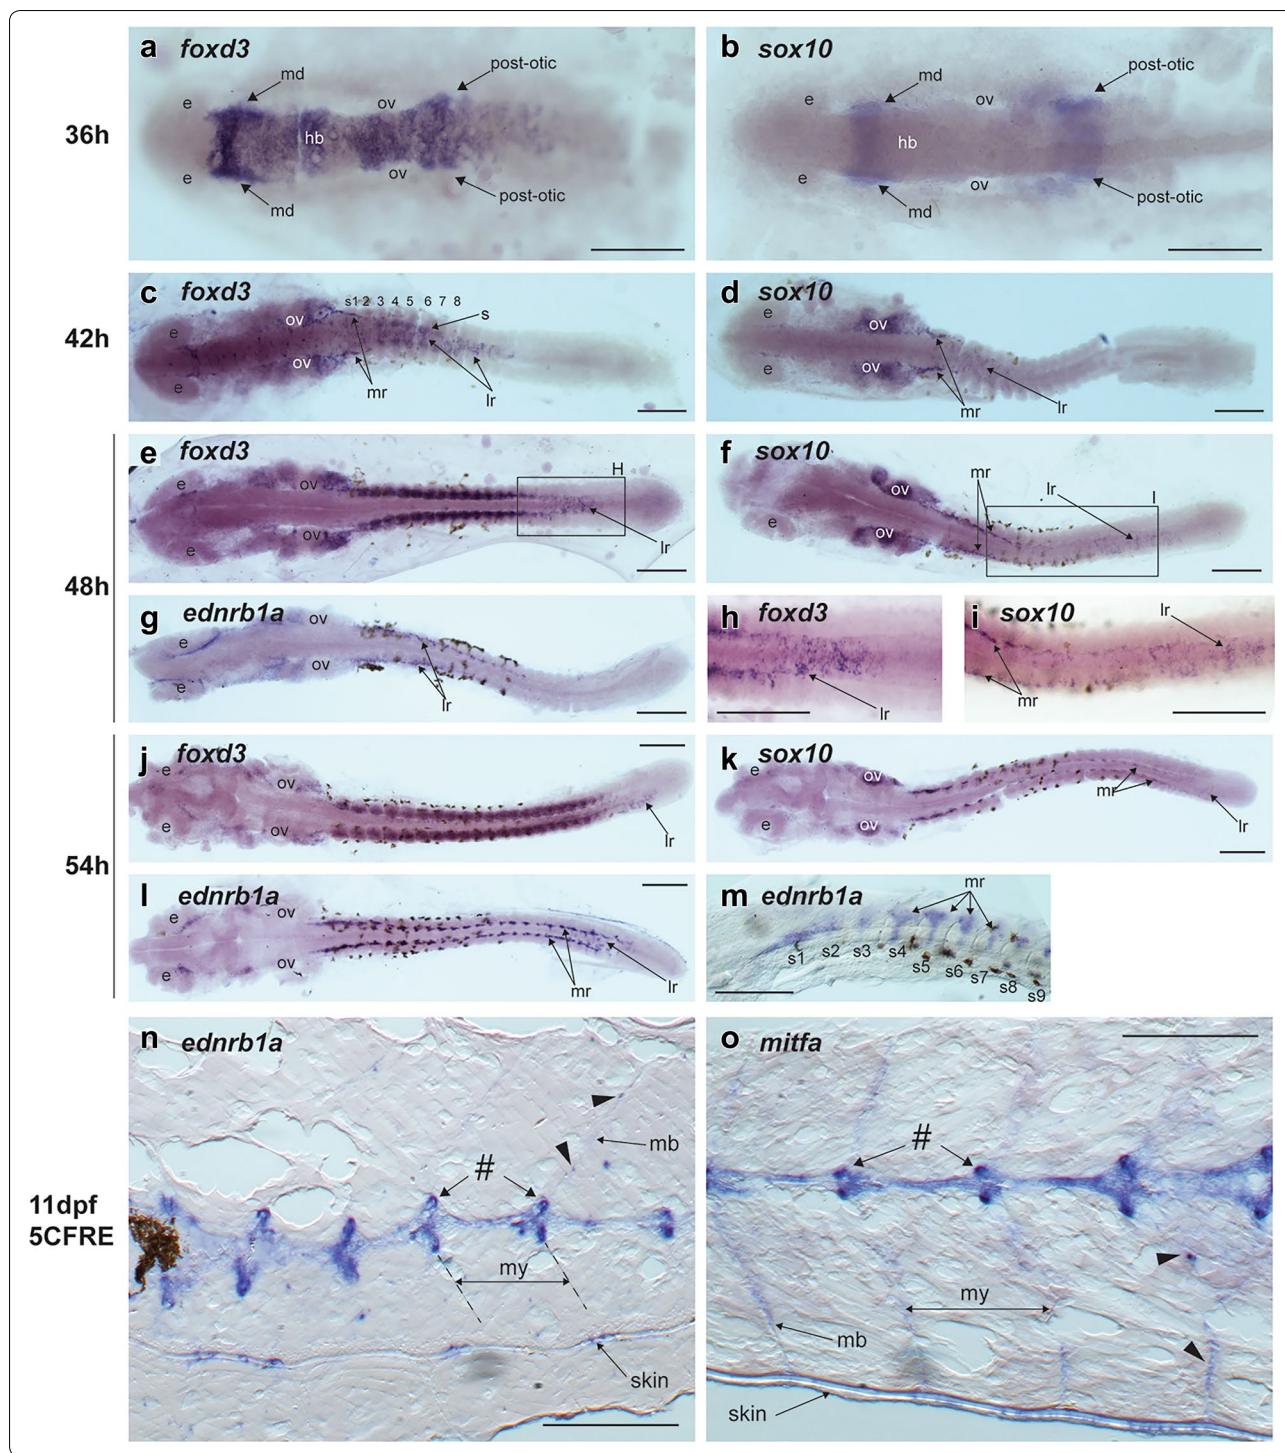 a foxd3
md
post-otic
e
ov
hb
e
ov
md
post-otic
b sox10
md
post-otic
e
ov
hb
e
ov
md
post-otic
36h
c foxd3
s1 2 3 4 5 6 7 8
e
ov
s
ov
e
mr
lr
d sox10
e
ov
e
ov
mr
lr
42h
e foxd3
H
e
ov
ov
e
lr
f sox10
mr
lr
I
ov
e
ov
48h
g ednrb1a
ov
e
ov
e
lr
h foxd3
lr
i sox10
lr
mr
j foxd3
e
ov
e
ov
lr
k sox10
e
ov
mr
e
ov
lr
54h
l ednrb1a
e
ov
ov
e
mr
lr
m ednrb1a
mr
s1 s2 s3 s4 s5 s6 s7 s8 s9
n ednrb1a
mb
#
my
skin
o mitfa
#
my
mb
skin
11dpf
5CFRE